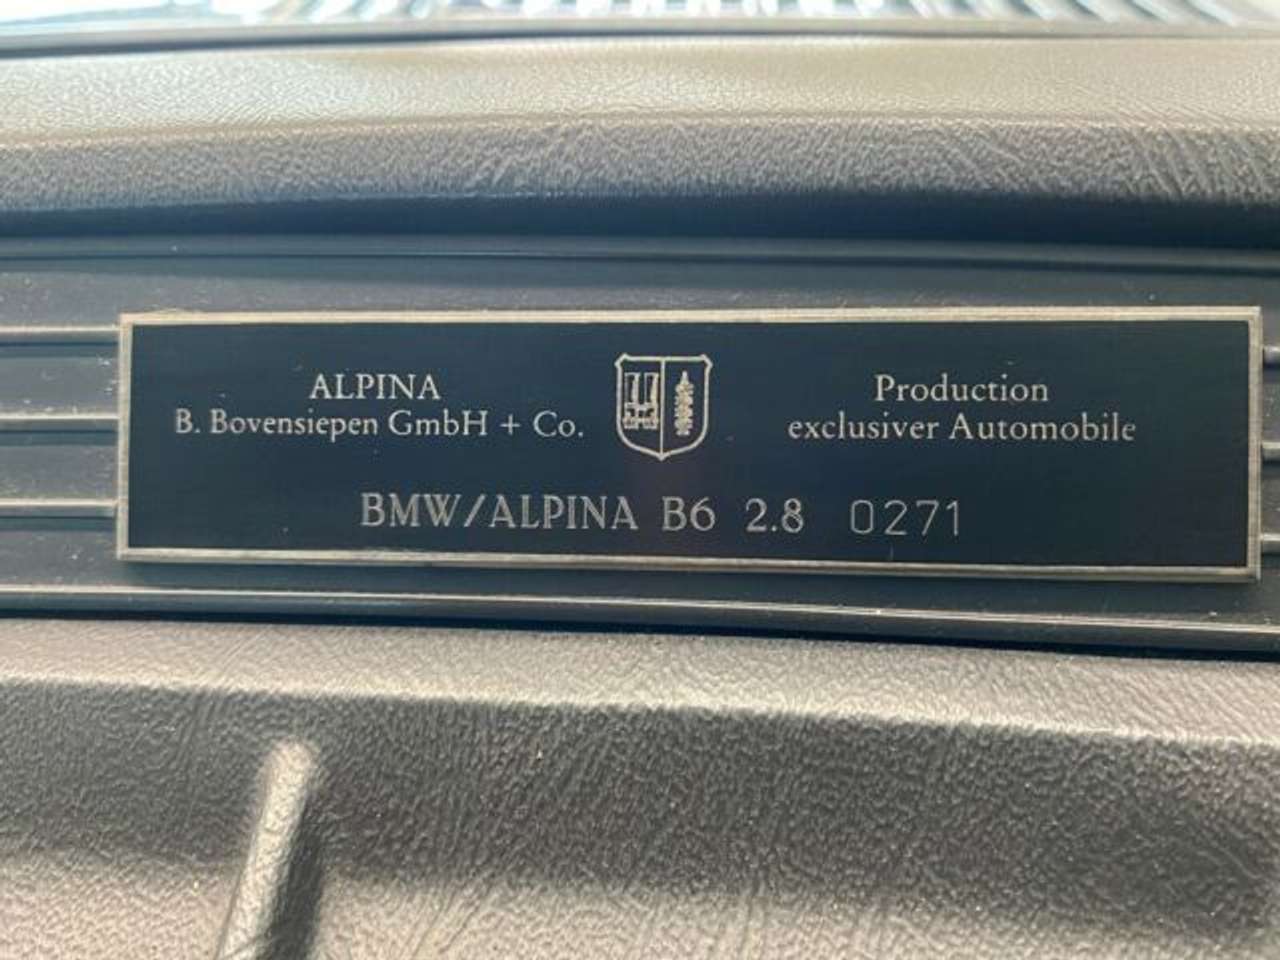 ALPINA
B. Bovensiepen GmbH + Co.
Production
exclusiver Automobile
BMW/ALPINA B6 2.8 0271